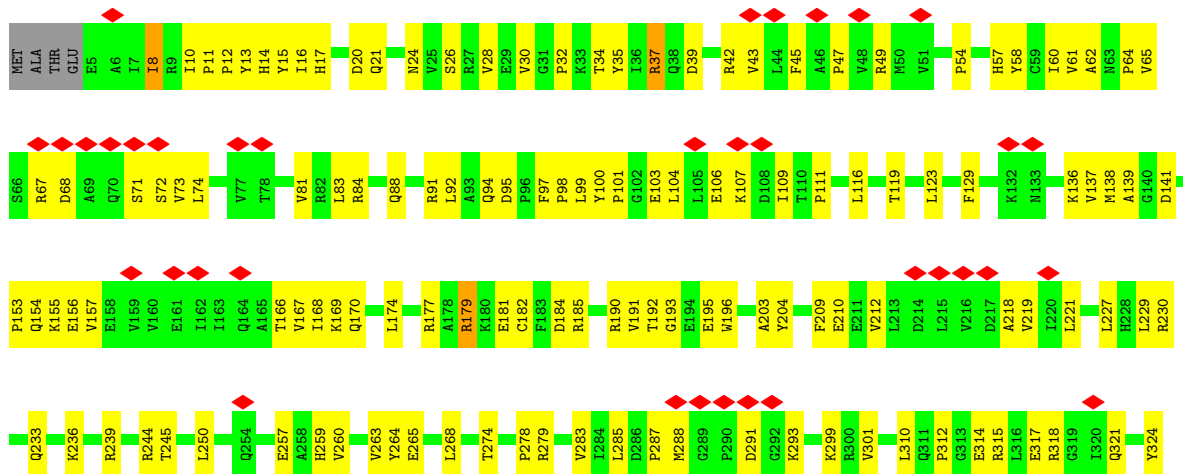 MET ALA THR GLU E5 A6 I7 I8 R9 I10 P11 P12 Y13 H14 Y15 I16 H17 D20 Q21 N24 V25 S26 R27 V28 E29 V30 G31 P32 K33 T34 Y35 I36 R37 Q38 D39 R42 V43 L44 F45 A46 P47 V48 R49 M50 V51 P54 H57 Y58 C59 I60 V61 A62 N63 P64 V65
S66 R67 D68 A69 Q70 S71 S72 V73 L74 V77 T78 V81 R82 L83 R84 Q88 R91 L92 A93 Q94 D95 P96 F97 P98 L99 Y100 P101 G102 E103 L104 L105 E106 K107 D108 I109 T110 P111 L116 T119 L123 F129 K132 N133 K136 V137 M138 A139 G140 D141
P153 Q154 K155 E156 V157 E158 V159 V160 E161 I162 I163 Q164 A165 T166 V167 I168 K169 Q170 L174 R177 A178 R179 K180 E181 C182 F183 D184 R185 R190 V191 T192 G193 E194 E195 W196 A203 Y204 F209 E210 E211 V212 L213 D214 L215 V216 D217 A218 V219 I220 L221 L227 H228 L229 R230
Q233 K236 R239 R244 T245 L250 Q254 E257 A258 H259 V260 V263 Y264 E265 L268 T274 P278 R279 V283 I284 L285 D286 P287 M288 G289 P290 D291 G292 K293 K299 R300 V301 L310 Q311 P312 G313 E314 R315 L316 E317 R318 G319 I320 Q321 Y324